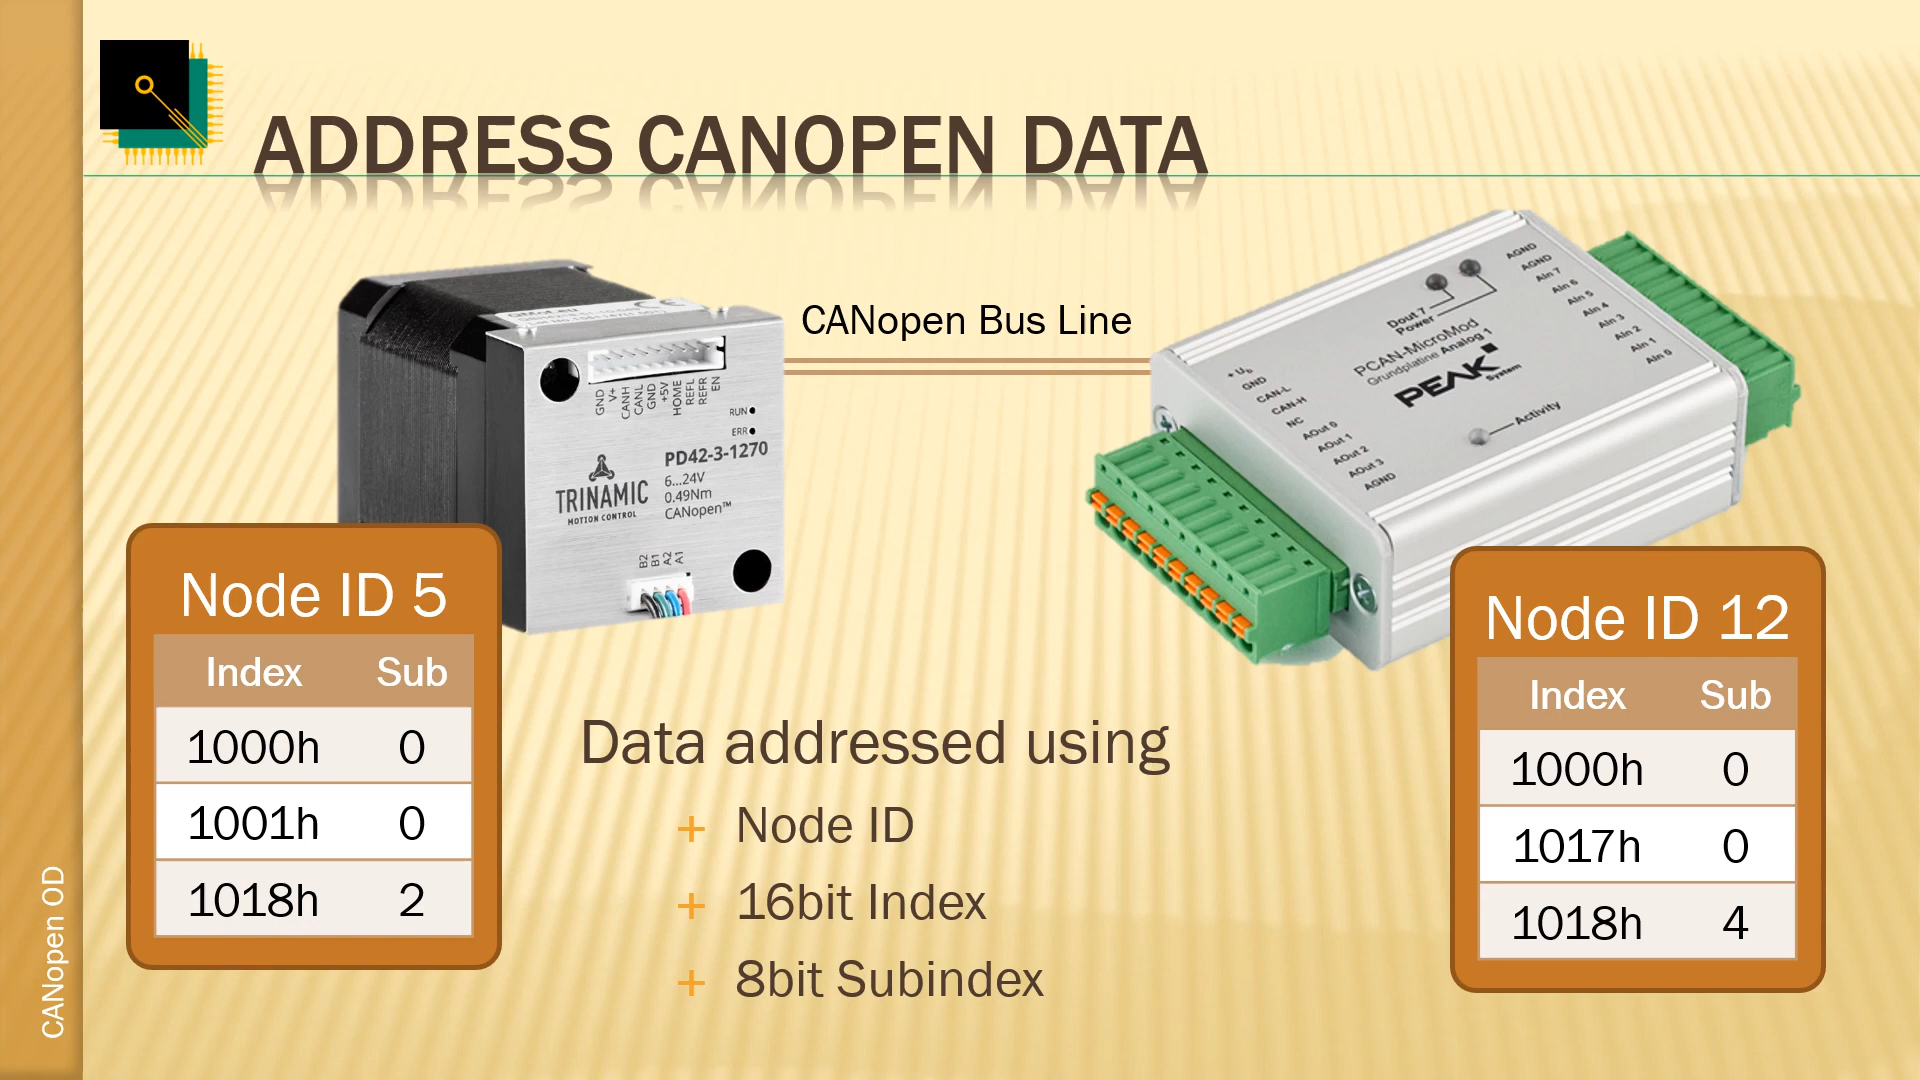 ADDRESS CANOPEN DATA
CANopen Bus Line
GND
V+
CANH
CANL
GND
+5V
HOME
REFL
REFR
EN
RUN
ERR
PD42-3-1270
6...24V
0.49Nm
CANopen™
TRINAMIC
MOTION CONTROL
B2
B1
A2
A1
Dout 7
Power
PCAN-MicroMod
Grundplatine Analog 1
PEAK
System
Activity
AGND
AGND
Ain 7
Ain 6
Ain 5
Ain 4
Ain 3
Ain 2
Ain 1
Ain 0
GND
CAN-L
CAN-H
NC
AOut 0
AOut 1
AOut 2
AOut 3
AGND
Node ID 5
Index Sub
1000h 0
1001h 0
1018h 2
Data addressed using
+ Node ID
+ 16bit Index
+ 8bit Subindex
Node ID 12
Index Sub
1000h 0
1017h 0
1018h 4
CANopen OD